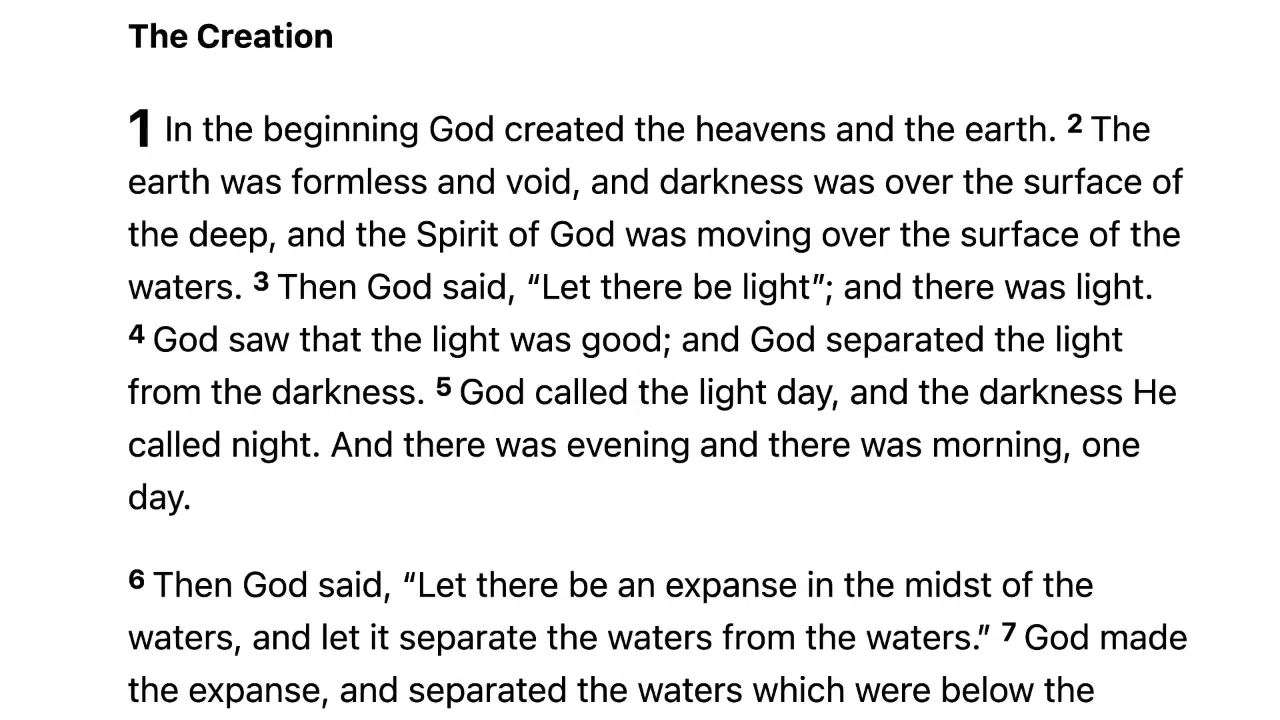 The Creation
1 In the beginning God created the heavens and the earth. 2 The
earth was formless and void, and darkness was over the surface of
the deep, and the Spirit of God was moving over the surface of the
waters. 3 Then God said, “Let there be light”; and there was light.
4 God saw that the light was good; and God separated the light
from the darkness. 5 God called the light day, and the darkness He
called night. And there was evening and there was morning, one
day.
6 Then God said, “Let there be an expanse in the midst of the
waters, and let it separate the waters from the waters.” 7 God made
the expanse, and separated the waters which were below the